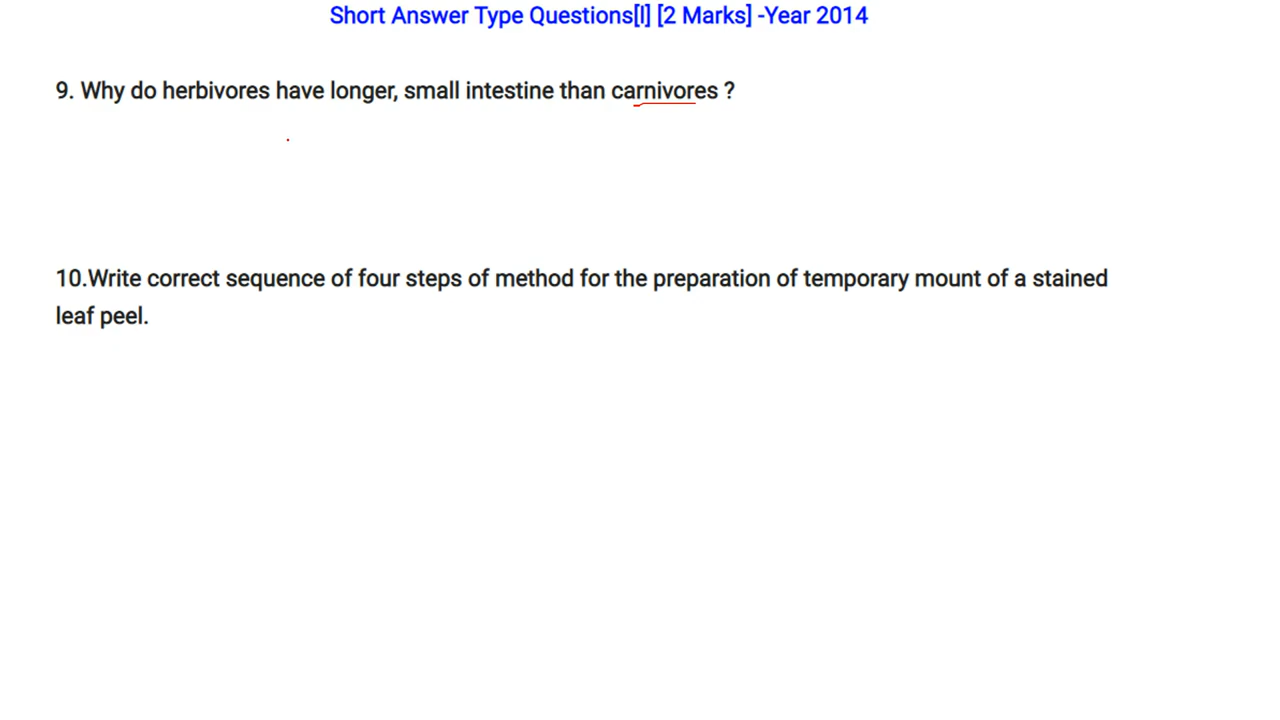 Short Answer Type Questions[I] [2 Marks] -Year 2014
9. Why do herbivores have longer, small intestine than carnivores ?
10.Write correct sequence of four steps of method for the preparation of temporary mount of a stained
leaf peel.